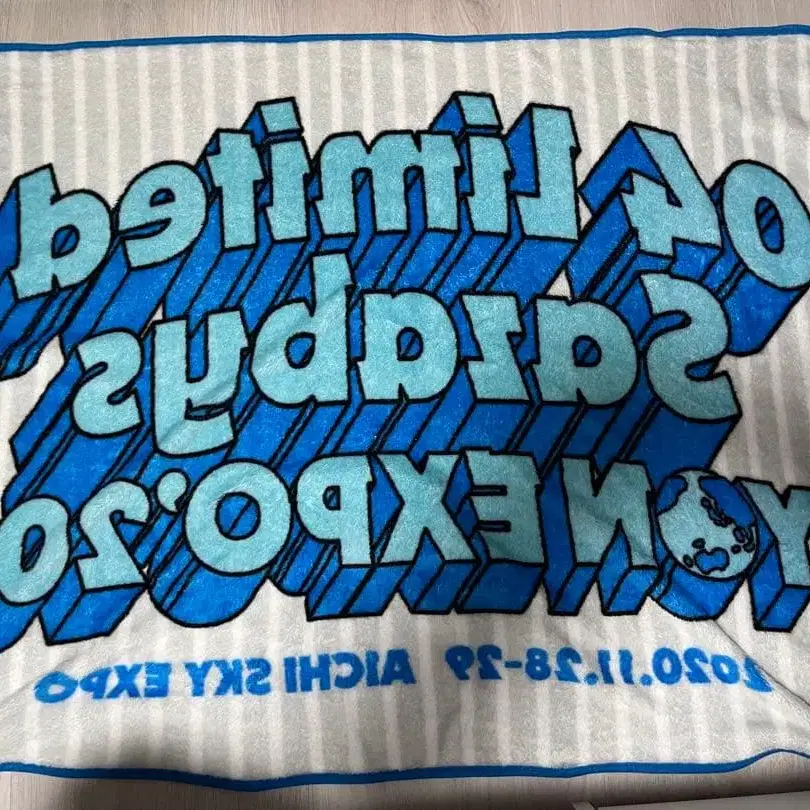 04 Limited
Sazabys
YON EXPO'20
2020.11.28-29 AICHI SKY EXPO